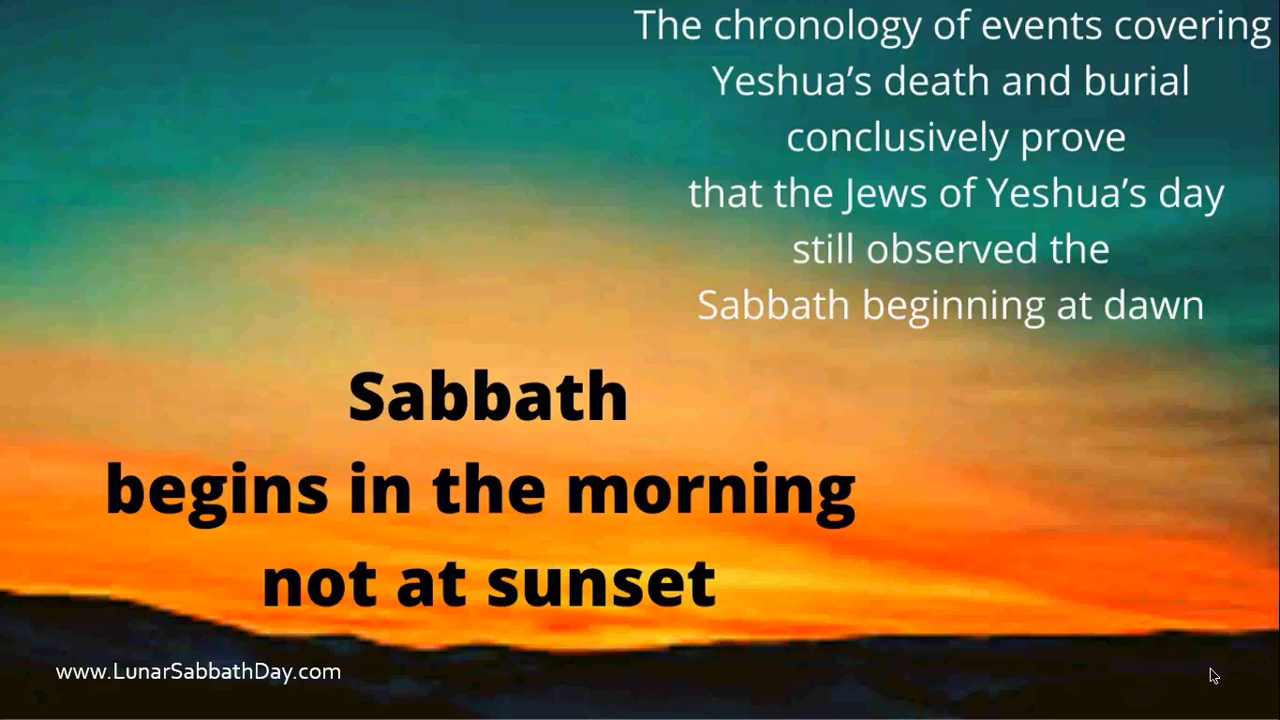 The chronology of events covering
Yeshua’s death and burial
conclusively prove
that the Jews of Yeshua’s day
still observed the
Sabbath beginning at dawn
Sabbath
begins in the morning
not at sunset
www.LunarSabbathDay.com